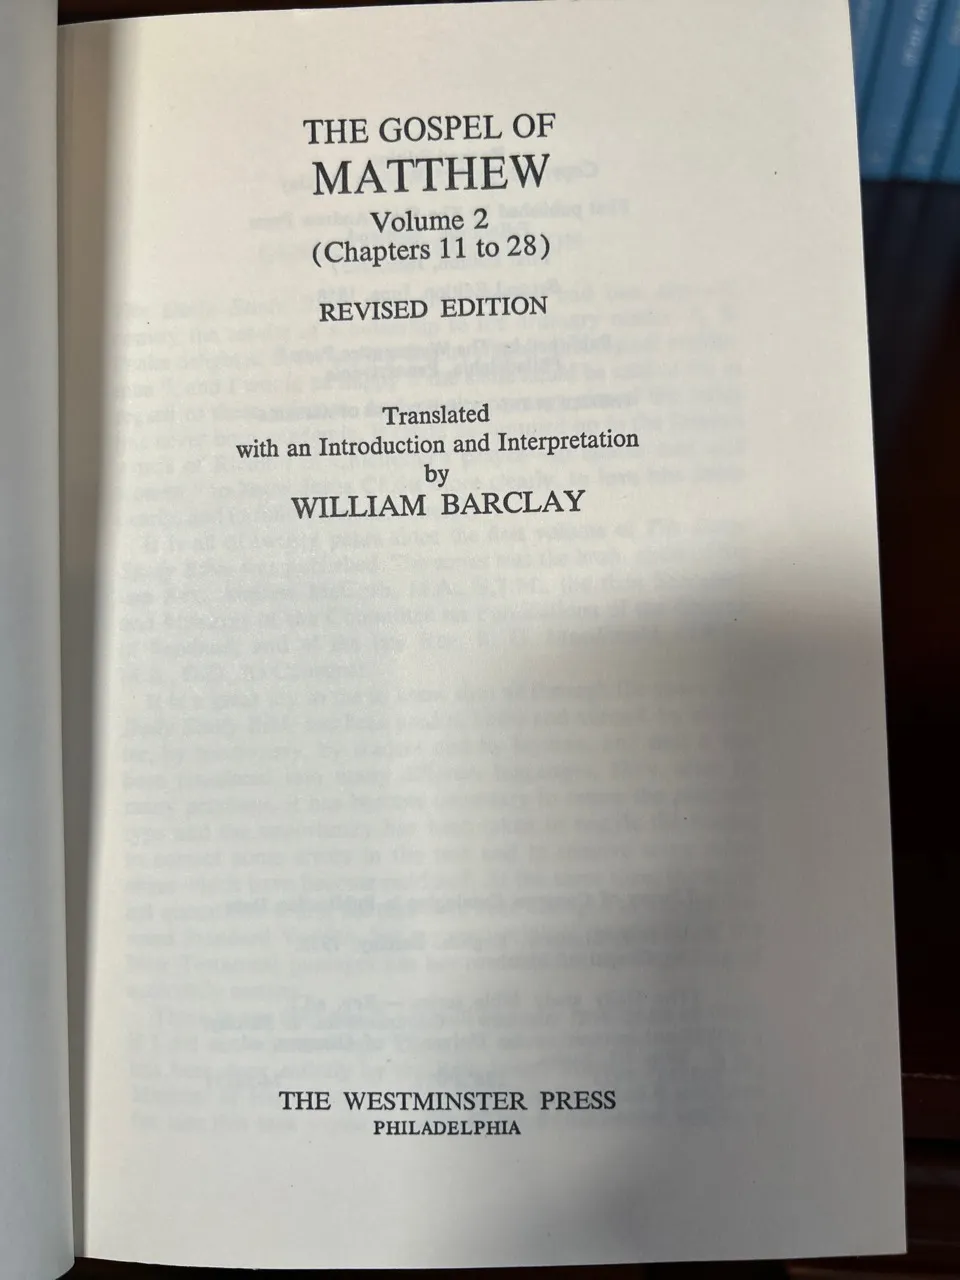 THE GOSPEL OF
MATTHEW
Volume 2
(Chapters 11 to 28)
REVISED EDITION
Translated
with an Introduction and Interpretation
by
WILLIAM BARCLAY
THE WESTMINSTER PRESS
PHILADELPHIA